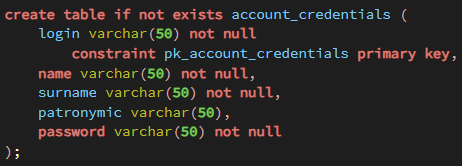 create table if not exists account_credentials (
    login varchar(50) not null
        constraint pk_account_credentials primary key,
    name varchar(50) not null,
    surname varchar(50) not null,
    patronymic varchar(50),
    password varchar(50) not null
);